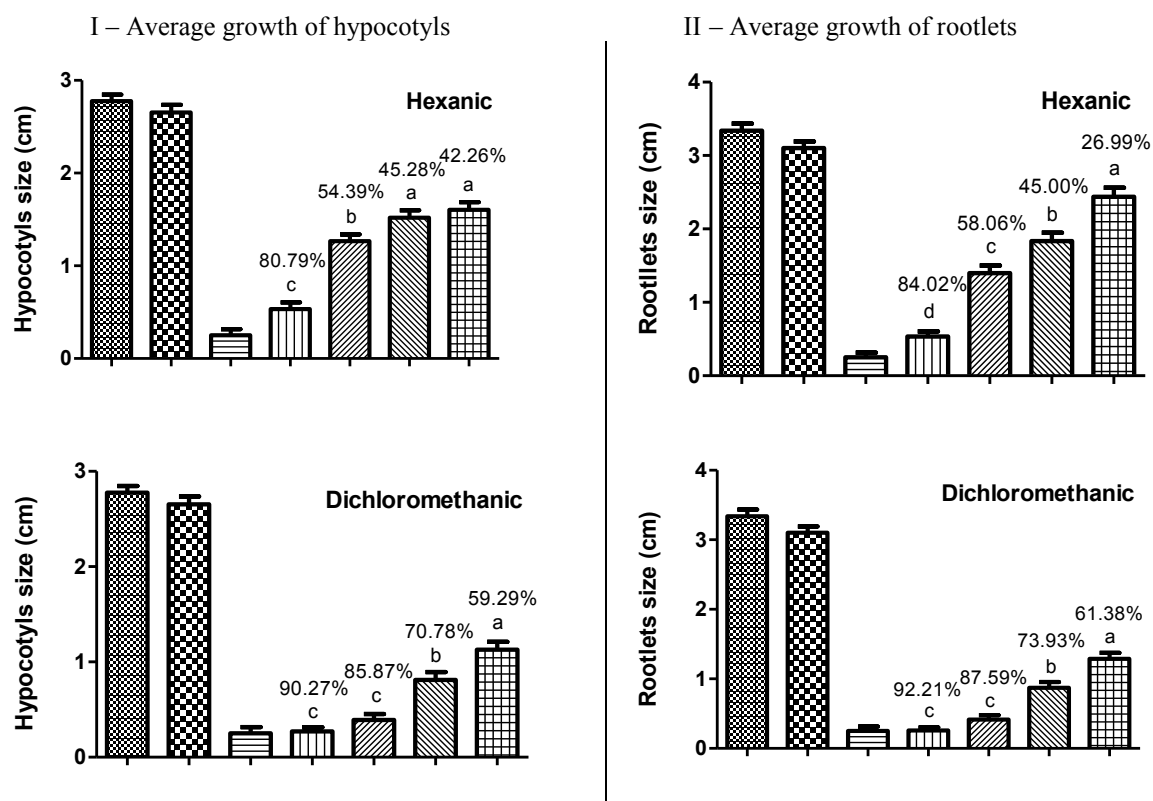 I – Average growth of hypocotyls
Hypocotyls size (cm)
3
2
1
0
Hexanic
80.79%
c
54.39%
b
45.28%
a
42.26%
a
Hypocotyls size (cm)
3
2
1
0
Dichloromethanic
90.27%
c
85.87%
c
70.78%
b
59.29%
a
II – Average growth of rootlets
Rootllets size (cm)
4
3
2
1
0
Hexanic
84.02%
d
58.06%
c
45.00%
b
26.99%
a
Rootlets size (cm)
4
3
2
1
0
Dichloromethanic
92.21%
c
87.59%
c
73.93%
b
61.38%
a